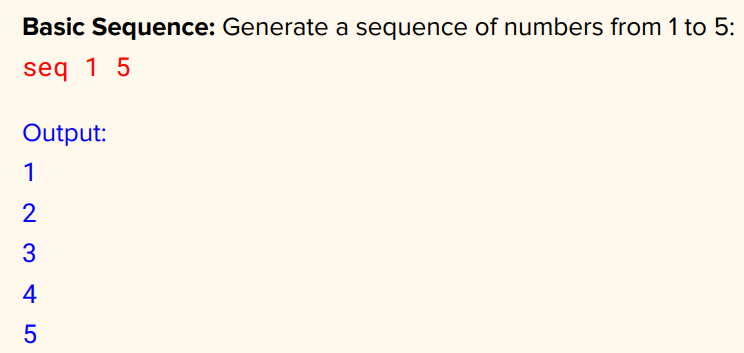 Basic Sequence: Generate a sequence of numbers from 1 to 5:
seq 1 5
Output:
1
2
3
4
5